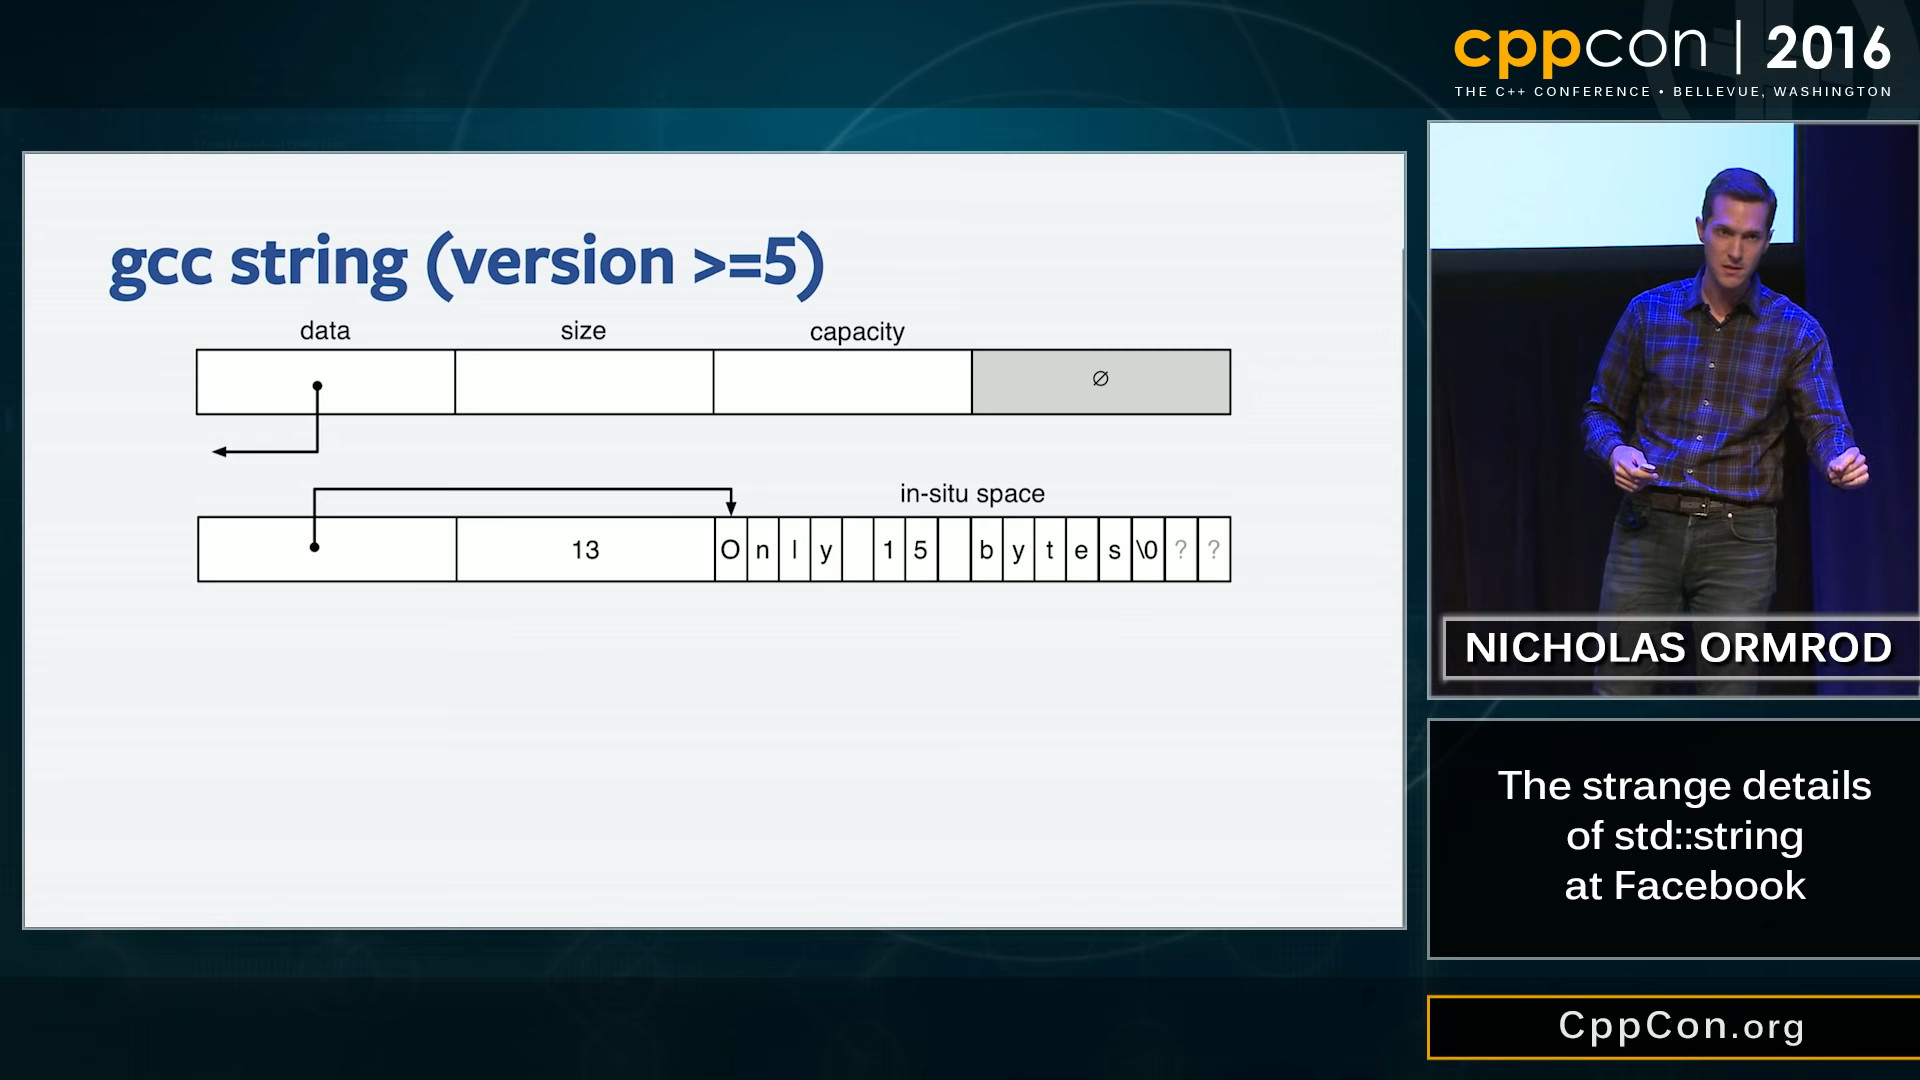 cppcon | 2016
THE C++ CONFERENCE • BELLEVUE, WASHINGTON
gcc string (version >=5)
data size capacity
∅
in-situ space
13 O n l y 1 5 b y t e s \0 ? ?
NICHOLAS ORMROD
The strange details
of std::string
at Facebook
CppCon.org